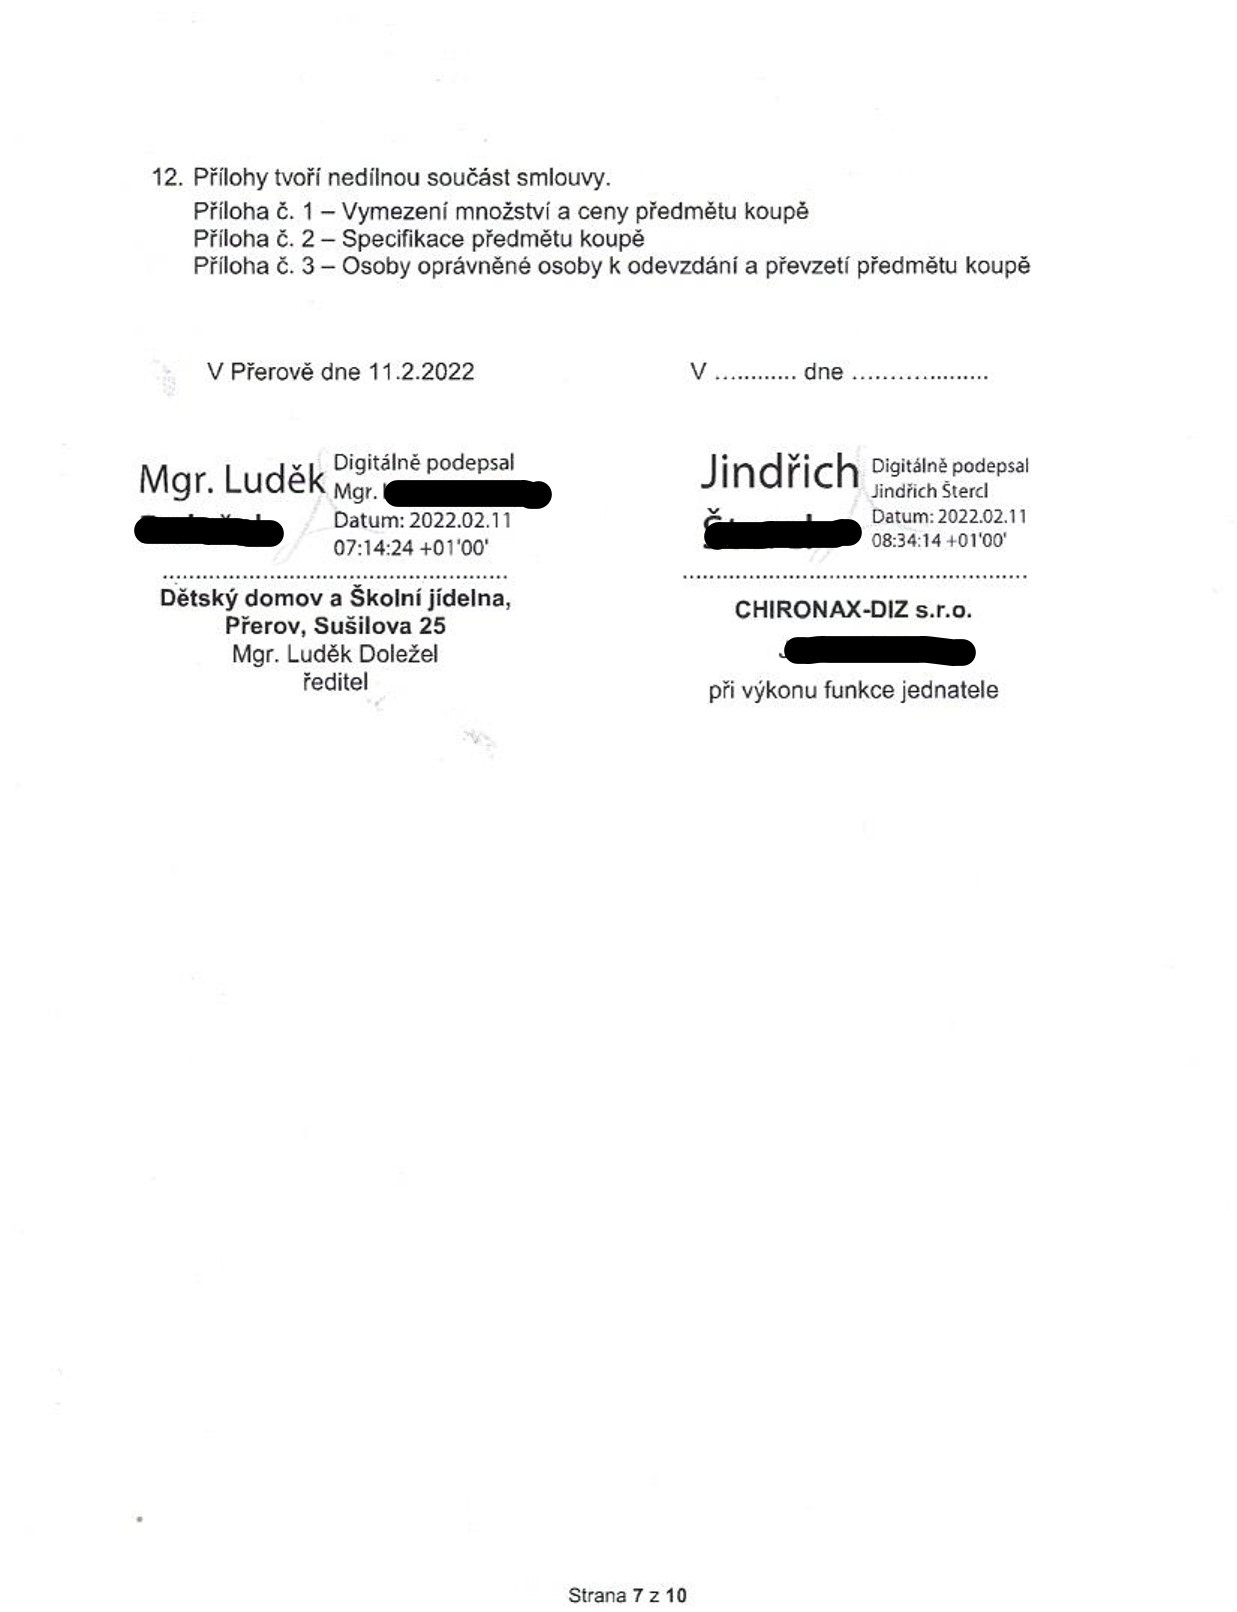 12. Přílohy tvoří nedílnou součást smlouvy.
Příloha č. 1 – Vymezení množství a ceny předmětu koupě
Příloha č. 2 – Specifikace předmětu koupě
Příloha č. 3 – Osoby oprávněné osoby k odevzdání a převzetí předmětu koupě
V Přerově dne 11.2.2022
V ............ dne ....................
Mgr. Luděk
Digitálně podepsal
Mgr.
Datum: 2022.02.11
07:14:24 +01'00'
Jindřich
Digitálně podepsal
Jindřich Štercl
Datum: 2022.02.11
08:34:14 +01'00'
Dětský domov a Školní jídelna,
Přerov, Sušilova 25
Mgr. Luděk Doležel
ředitel
CHIRONAX-DIZ s.r.o.
při výkonu funkce jednatele
Strana 7 z 10